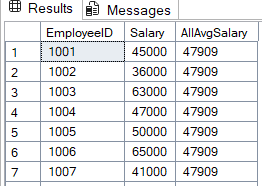 Results Messages
EmployeeID Salary AllAvgSalary
1 1001 45000 47909
2 1002 36000 47909
3 1003 63000 47909
4 1004 47000 47909
5 1005 50000 47909
6 1006 65000 47909
7 1007 41000 47909